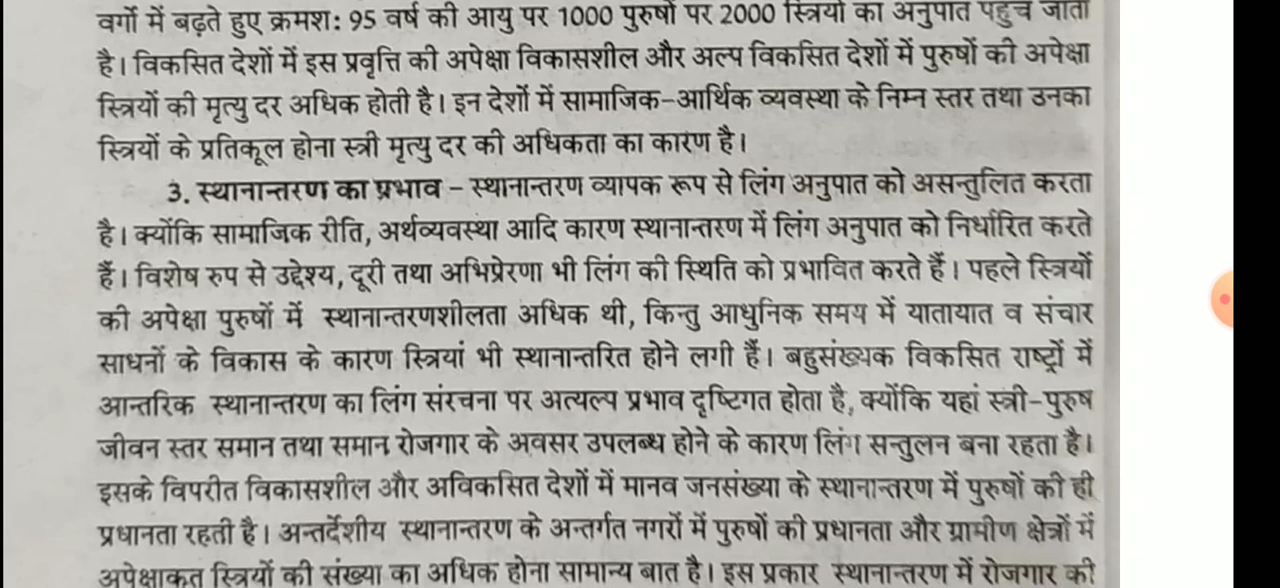 वर्गो में बढ़ते हुए क्रमश: 95 वर्ष की आयु पर 1000 पुरुषों पर 2000 स्त्रियों का अनुपात पहुंच जाता
है। विकसित देशों में इस प्रवृत्ति की अपेक्षा विकासशील और अल्प विकसित देशों में पुरुषों की अपेक्षा
स्त्रियों की मृत्यु दर अधिक होती है। इन देशों में सामाजिक-आर्थिक व्यवस्था के निम्न स्तर तथा उनका
स्त्रियों के प्रतिकूल होना स्त्री मृत्यु दर की अधिकता का कारण है।
3. स्थानान्तरण का प्रभाव – स्थानान्तरण व्यापक रूप से लिंग अनुपात को असन्तुलित करता
है। क्योंकि सामाजिक रीति, अर्थव्यवस्था आदि कारण स्थानान्तरण में लिंग अनुपात को निर्धारित करते
हैं। विशेष रुप से उद्देश्य, दूरी तथा अभिप्रेरणा भी लिंग की स्थिति को प्रभावित करते हैं। पहले स्त्रियों
की अपेक्षा पुरुषों में स्थानान्तरणशीलता अधिक थी, किन्तु आधुनिक समय में यातायात व संचार
साधनों के विकास के कारण स्त्रियां भी स्थानान्तरित होने लगी हैं। बहुसंख्यक विकसित राष्ट्रों में
आन्तरिक स्थानान्तरण का लिंग संरचना पर अत्यल्प प्रभाव दृष्टिगत होता है, क्योंकि यहां स्त्री-पुरुष
जीवन स्तर समान तथा समान रोजगार के अवसर उपलब्ध होने के कारण लिंग सन्तुलन बना रहता है।
इसके विपरीत विकासशील और अविकसित देशों में मानव जनसंख्या के स्थानान्तरण में पुरुषों की ही
प्रधानता रहती है। अन्तर्देशीय स्थानान्तरण के अन्तर्गत नगरों में पुरुषों की प्रधानता और ग्रामीण क्षेत्रों में
अपेक्षाकृत स्त्रियों की संख्या का अधिक होना सामान्य बात है। इस प्रकार स्थानान्तरण में रोजगार की